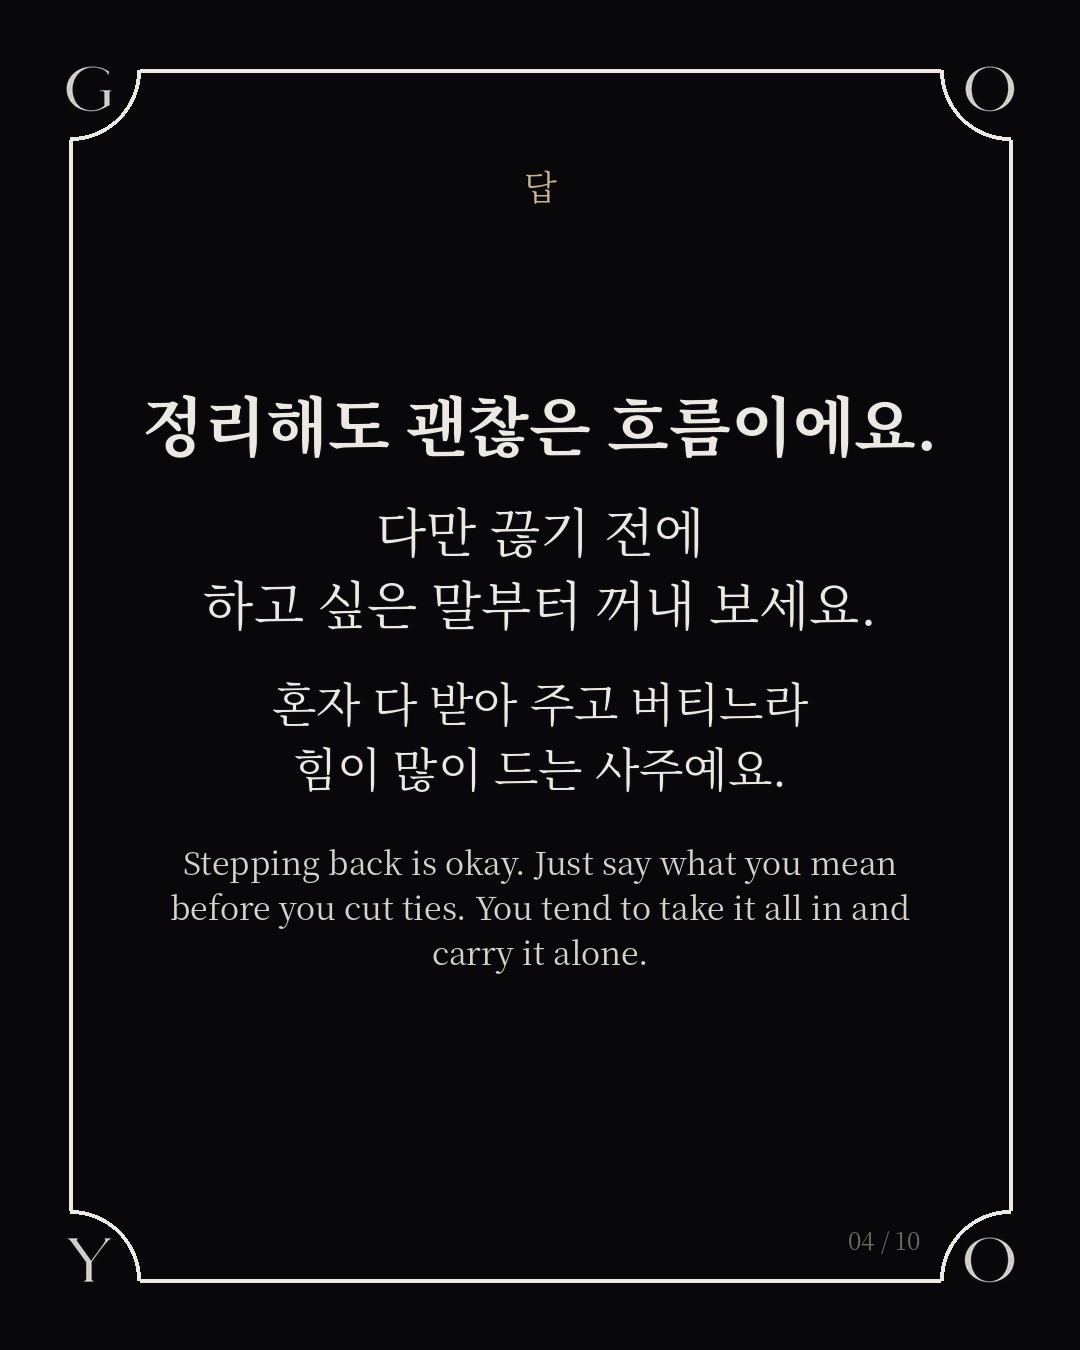 G
O
답
정리해도 괜찮은 흐름이에요.
다만 끊기 전에
하고 싶은 말부터 꺼내 보세요.
혼자 다 받아 주고 버티느라
힘이 많이 드는 사주예요.
Stepping back is okay. Just say what you mean
before you cut ties. You tend to take it all in and
carry it alone.
04 / 10
Y
O